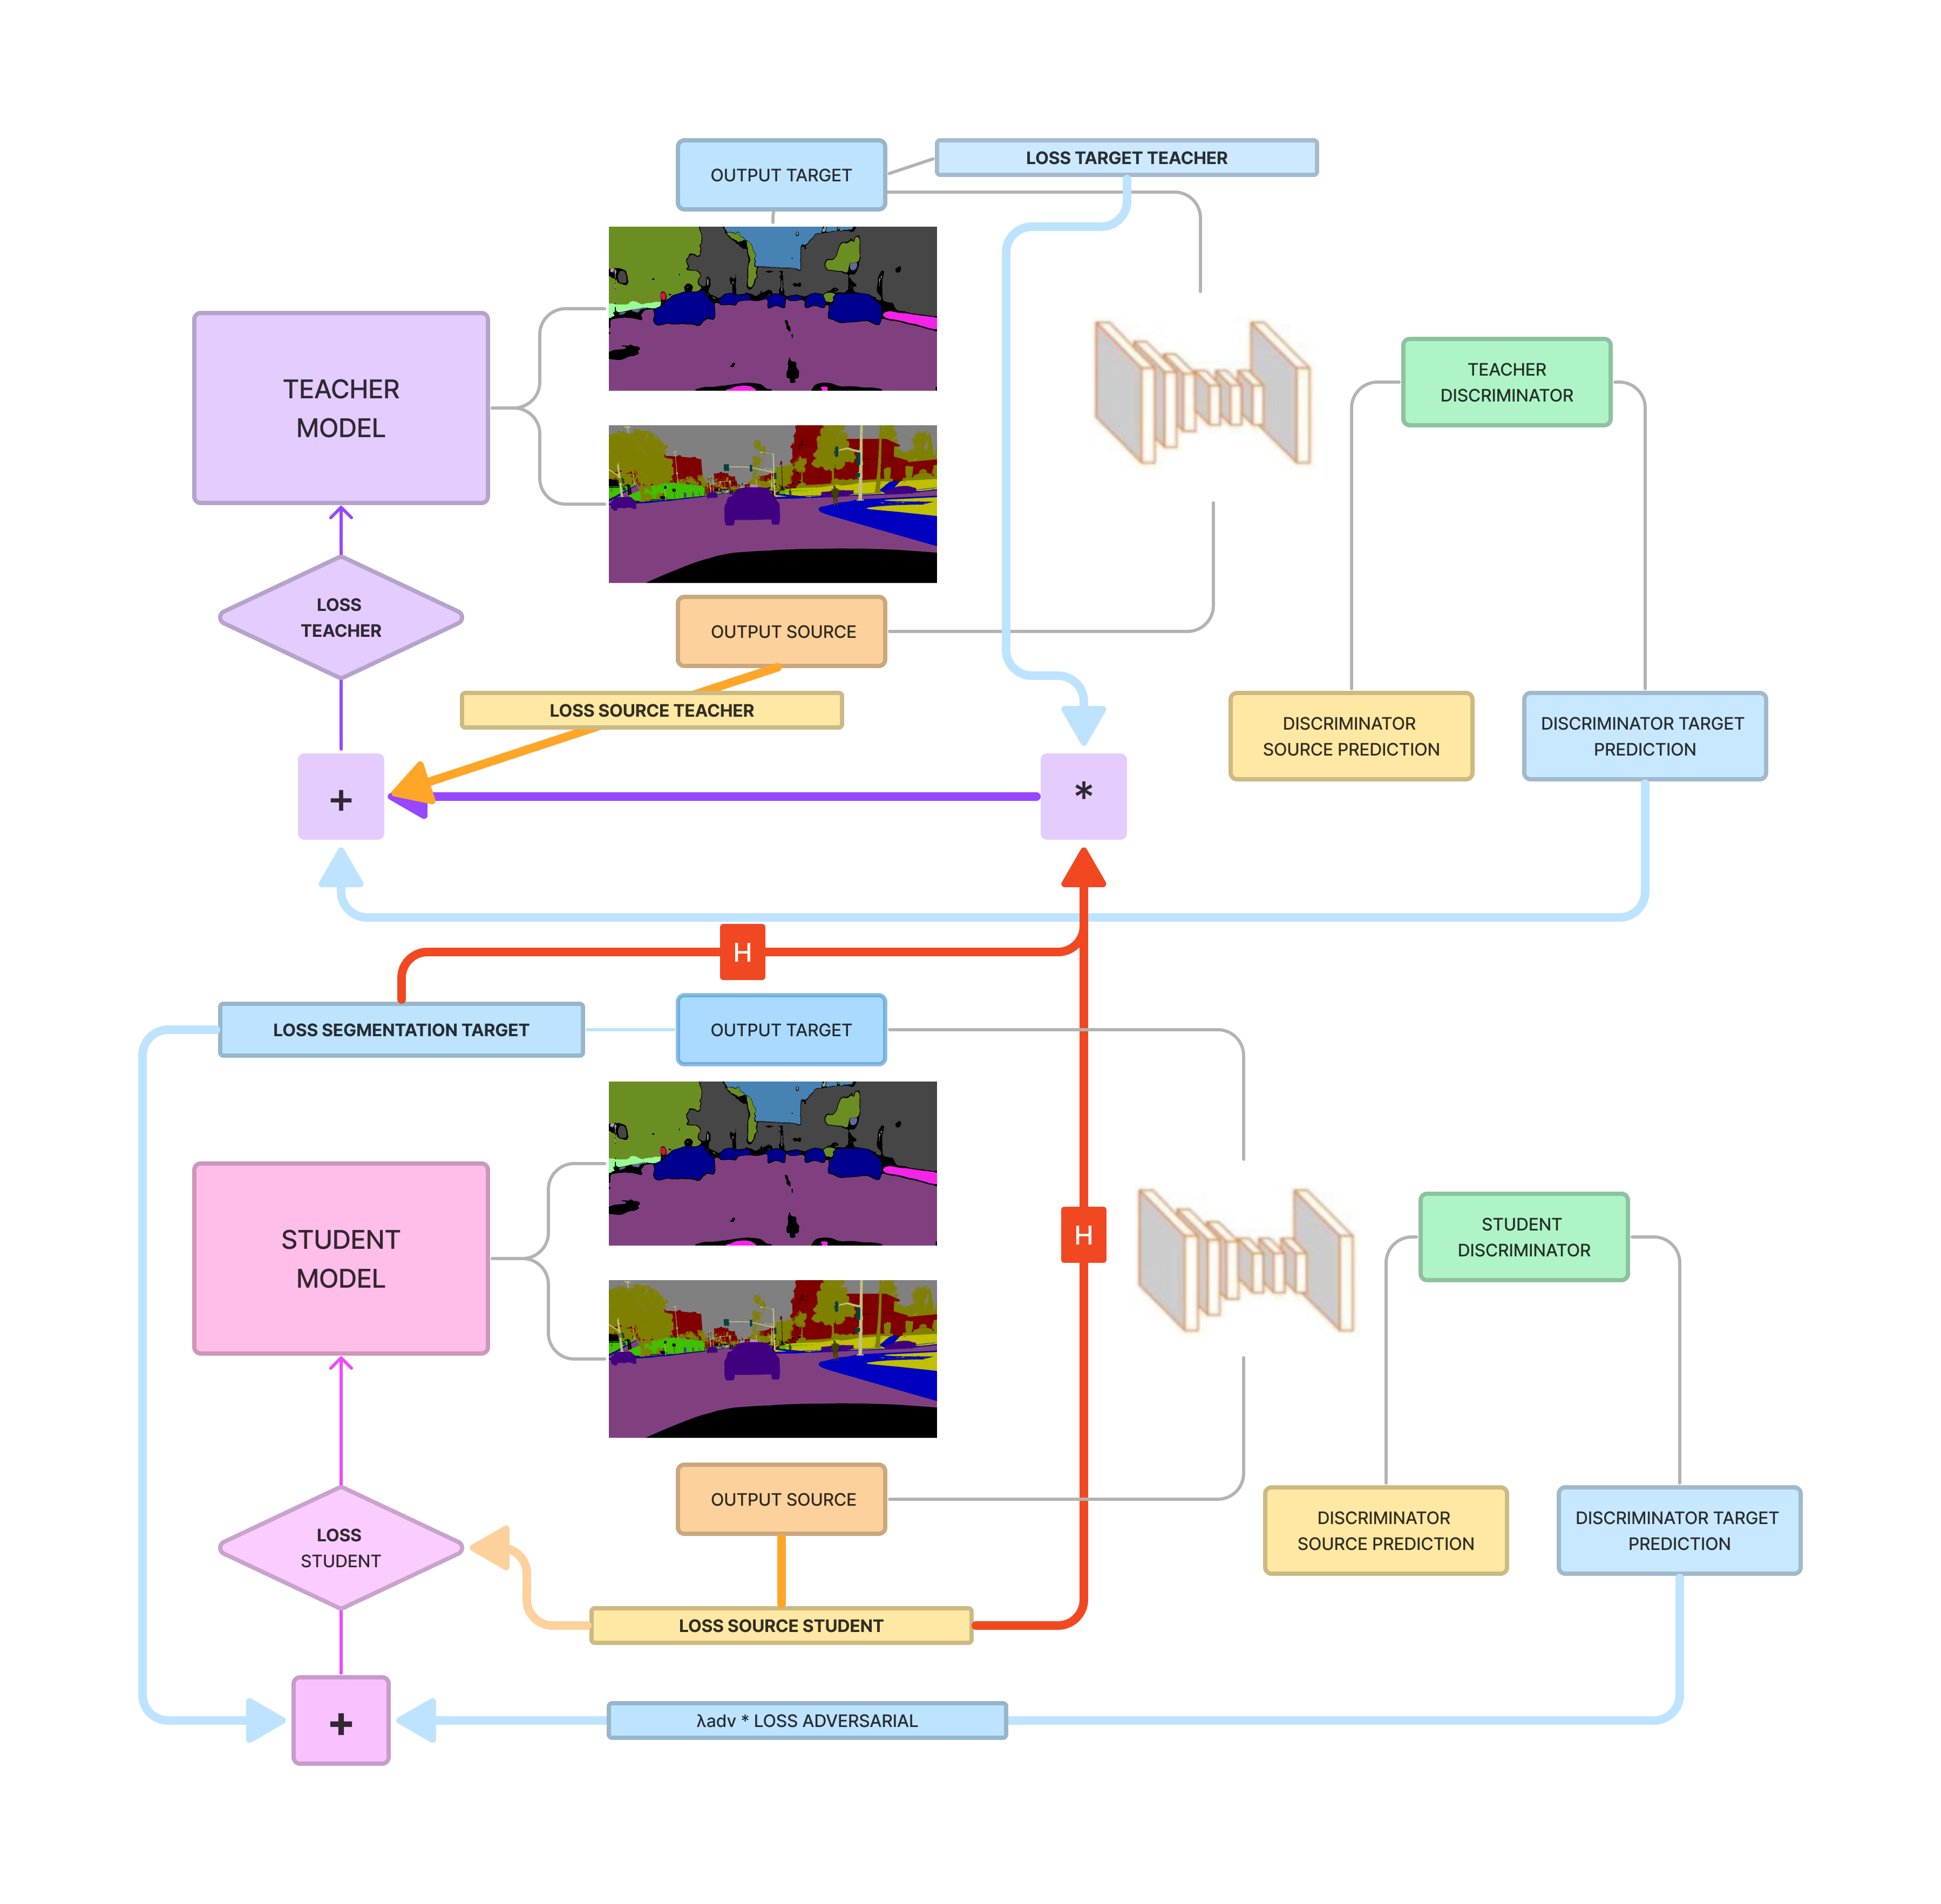 OUTPUT TARGET
LOSS TARGET TEACHER
TEACHER
MODEL
TEACHER
DISCRIMINATOR
LOSS
TEACHER
OUTPUT SOURCE
LOSS SOURCE TEACHER
DISCRIMINATOR
SOURCE PREDICTION
DISCRIMINATOR TARGET
PREDICTION
+
*
H
LOSS SEGMENTATION TARGET
OUTPUT TARGET
STUDENT
MODEL
H
STUDENT
DISCRIMINATOR
OUTPUT SOURCE
LOSS
STUDENT
DISCRIMINATOR
SOURCE PREDICTION
DISCRIMINATOR TARGET
PREDICTION
LOSS SOURCE STUDENT
+
λadv * LOSS ADVERSARIAL